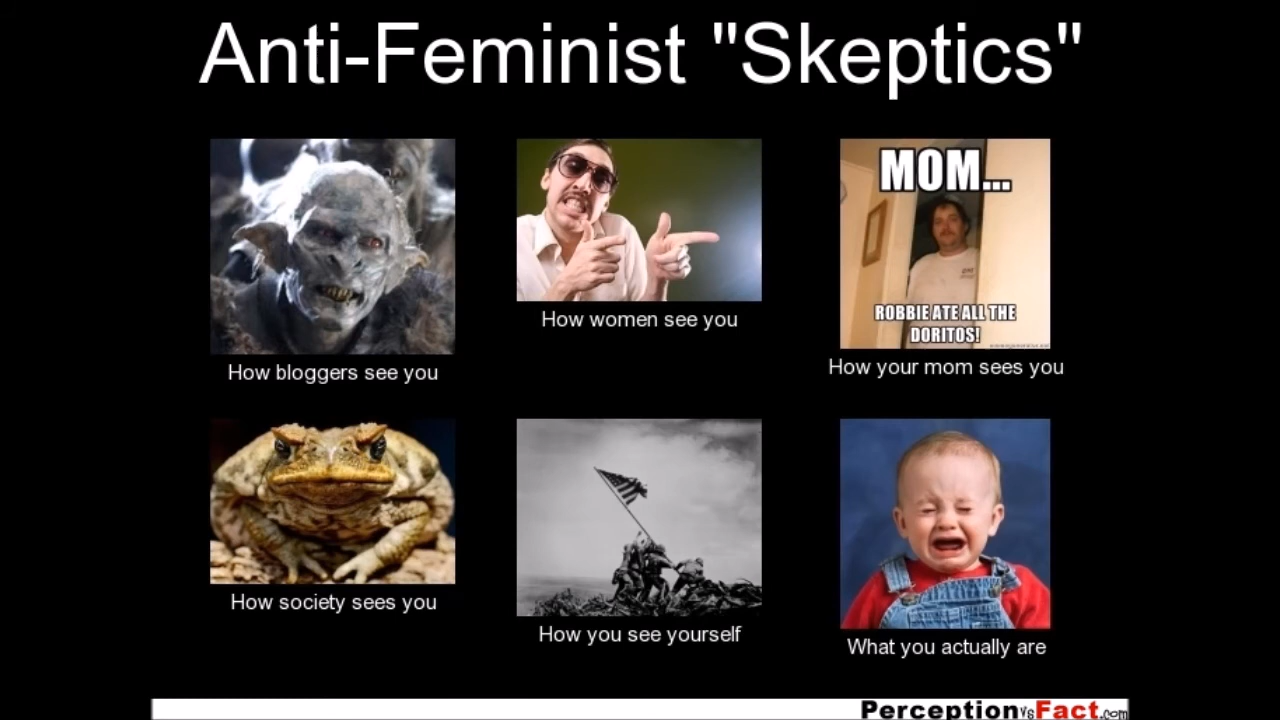 Anti-Feminist "Skeptics"
MOM...
ROBBIE ATE ALL THE
DORITOS!
How bloggers see you
How women see you
How your mom sees you
How society sees you
How you see yourself
What you actually are
PerceptionvsFact.com